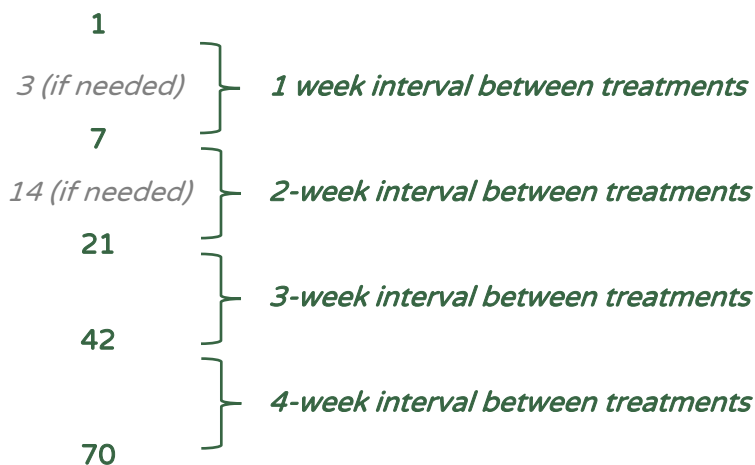 1
3 (if needed)
1 week interval between treatments
7
14 (if needed)
2-week interval between treatments
21
3-week interval between treatments
42
4-week interval between treatments
70